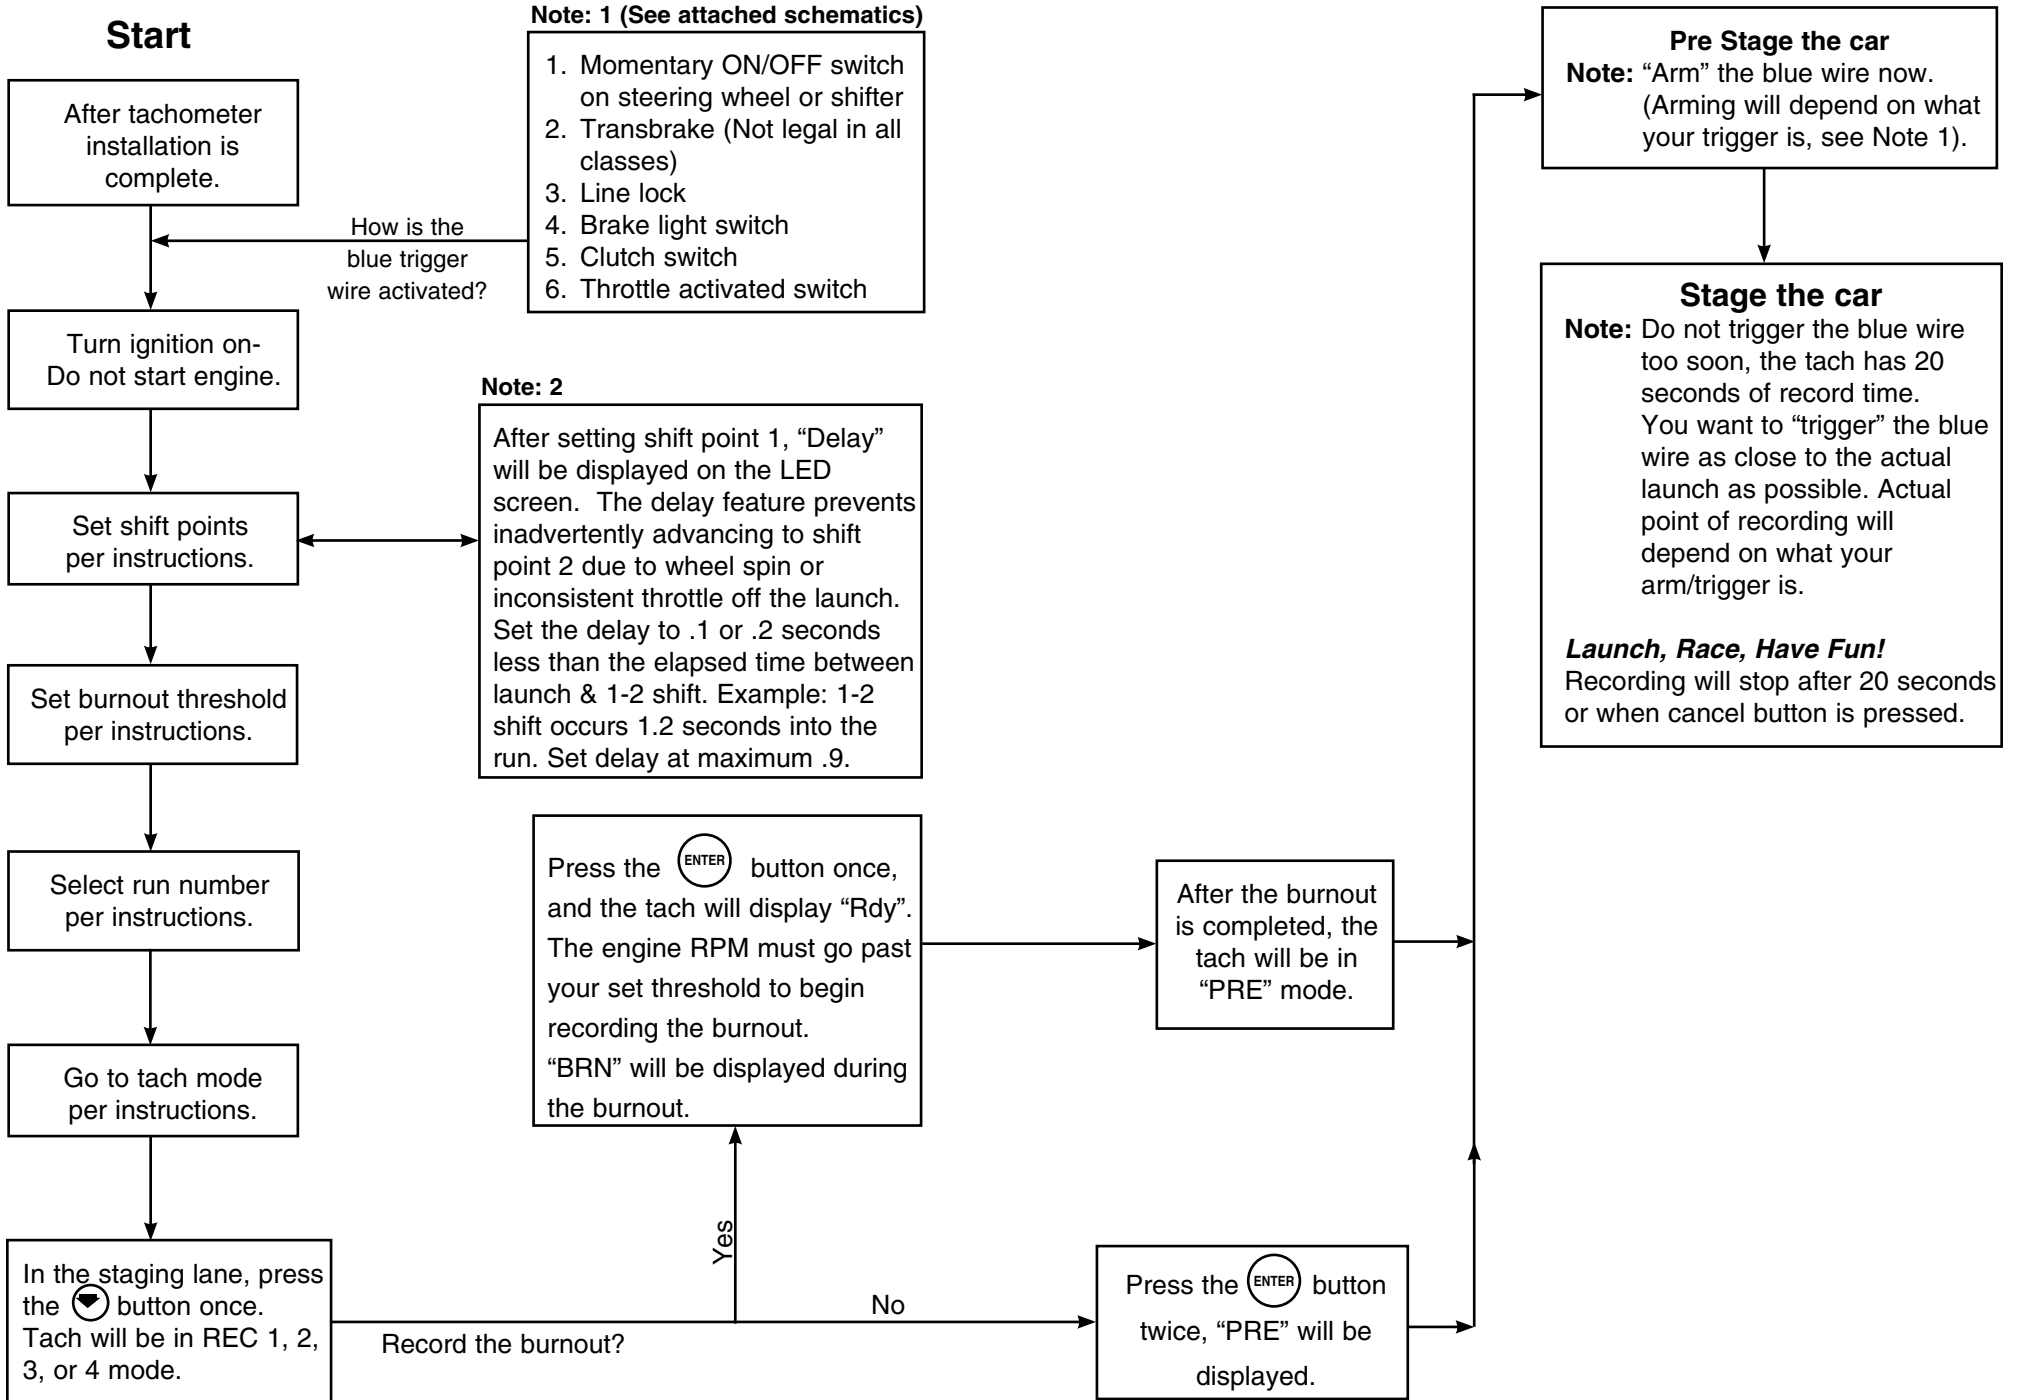 Start
After tachometer
installation is
complete.
Note: 1 (See attached schematics)
1. Momentary ON/OFF switch
on steering wheel or shifter
2. Transbrake (Not legal in all
classes)
3. Line lock
4. Brake light switch
5. Clutch switch
6. Throttle activated switch
How is the
blue trigger
wire activated?
Turn ignition on-
Do not start engine.
Set shift points
per instructions.
Note: 2
After setting shift point 1, “Delay”
will be displayed on the LED
screen. The delay feature prevents
inadvertently advancing to shift
point 2 due to wheel spin or
inconsistent throttle off the launch.
Set the delay to .1 or .2 seconds
less than the elapsed time between
launch & 1-2 shift. Example: 1-2
shift occurs 1.2 seconds into the
run. Set delay at maximum .9.
Set burnout threshold
per instructions.
Select run number
per instructions.
Go to tach mode
per instructions.
In the staging lane, press
the button once.
Tach will be in REC 1, 2,
3, or 4 mode.
Record the burnout?
Yes
Press the ENTER button once,
and the tach will display “Rdy”.
The engine RPM must go past
your set threshold to begin
recording the burnout.
“BRN” will be displayed during
the burnout.
After the burnout
is completed, the
tach will be in
“PRE” mode.
No
Press the ENTER button
twice, “PRE” will be
displayed.
Pre Stage the car
Note: “Arm” the blue wire now.
(Arming will depend on what
your trigger is, see Note 1).
Stage the car
Note: Do not trigger the blue wire
too soon, the tach has 20
seconds of record time.
You want to “trigger” the blue
wire as close to the actual
launch as possible. Actual
point of recording will
depend on what your
arm/trigger is.
Launch, Race, Have Fun!
Recording will stop after 20 seconds
or when cancel button is pressed.